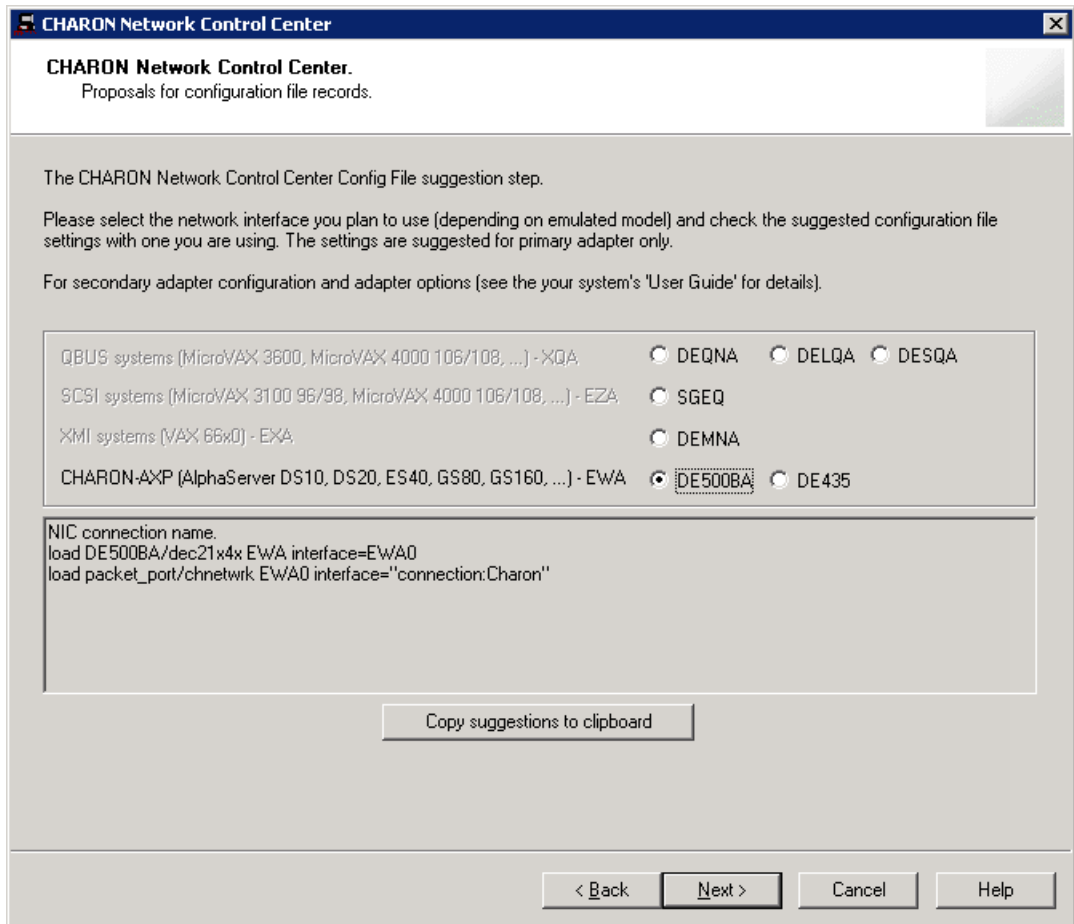 CHARON Network Control Center
CHARON Network Control Center.
Proposals for configuration file records.
The CHARON Network Control Center Config File suggestion step.
Please select the network interface you plan to use (depending on emulated model) and check the suggested configuration file
settings with one you are using. The settings are suggested for primary adapter only.
For secondary adapter configuration and adapter options (see the your system's 'User Guide' for details).
QBUS systems (MicroVAX 3600, MicroVAX 4000 106/108, ...) - XQA DEQNA DELQA DESQA
SCSI systems (MicroVAX 3100 96/98, MicroVAX 4000 106/108, ...) - EZA SGEQ
XMI systems (VAX 66x0) - EXA DEMNA
CHARON-AXP (AlphaServer DS10, DS20, ES40, GS80, GS160, ...) - EWA DE500BA DE435
NIC connection name.
load DE500BA/dec21x4x EWA interface=EWA0
load packet_port/chnetwrk EWA0 interface="connection:Charon"
Copy suggestions to clipboard
< Back Next > Cancel Help